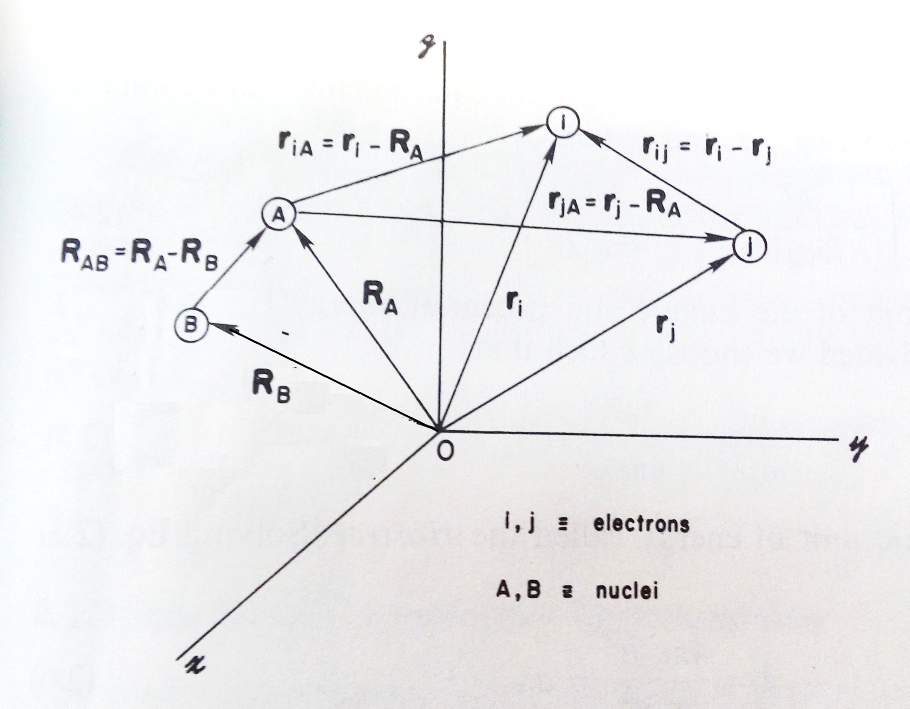 z
i
r_iA = r_i - R_A
r_ij = r_i - r_j
r_jA = r_j - R_A
A
j
R_AB = R_A - R_B
R_A
r_i
B
r_j
R_B
O
y
i, j ≡ electrons
A, B ≡ nuclei
x